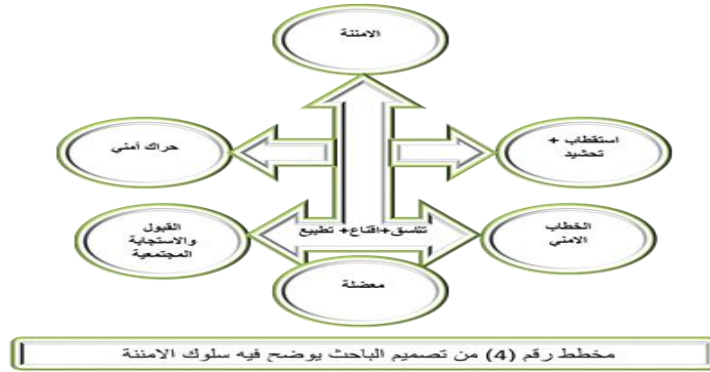 الامننة
استقطاب +
تحشيد
حراك أمني
الخطاب
الامني
تناسق+اقناع+ تطبيع
القبول
والاستجابة
المجتمعية
معضلة
مخطط رقم (4) من تصميم الباحث يوضح فيه سلوك الامننة